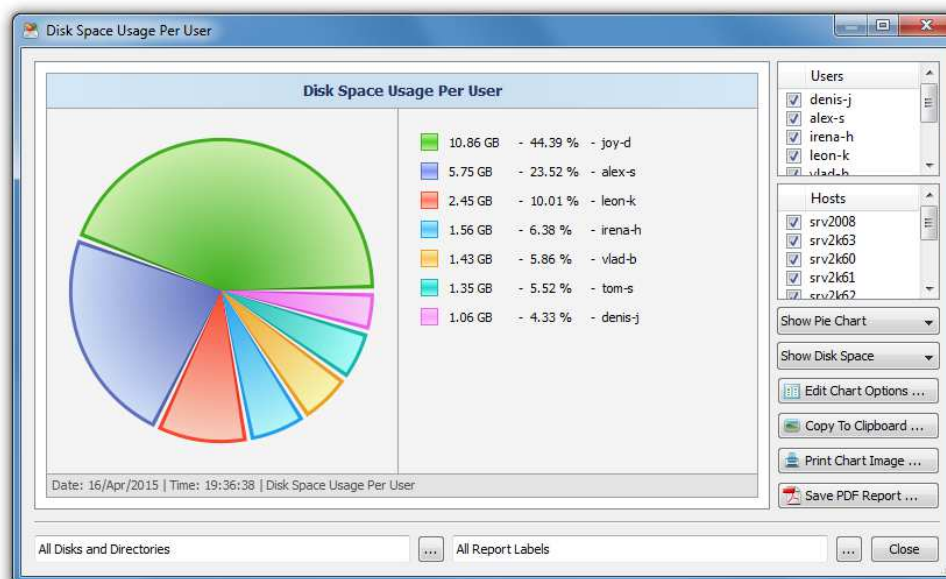 Disk Space Usage Per User
Disk Space Usage Per User
10.86 GB - 44.39 % - joy-d
5.75 GB - 23.52 % - alex-s
2.45 GB - 10.01 % - leon-k
1.56 GB - 6.38 % - irena-h
1.43 GB - 5.86 % - vlad-b
1.35 GB - 5.52 % - tom-s
1.06 GB - 4.33 % - denis-j
Date: 16/Apr/2015 | Time: 19:36:38 | Disk Space Usage Per User
Users
denis-j
alex-s
irena-h
leon-k
vlad-b
Hosts
srv2008
srv2k63
srv2k60
srv2k61
srv2k62
Show Pie Chart
Show Disk Space
Edit Chart Options ...
Copy To Clipboard ...
Print Chart Image ...
Save PDF Report ...
All Disks and Directories
...
All Report Labels
...
Close